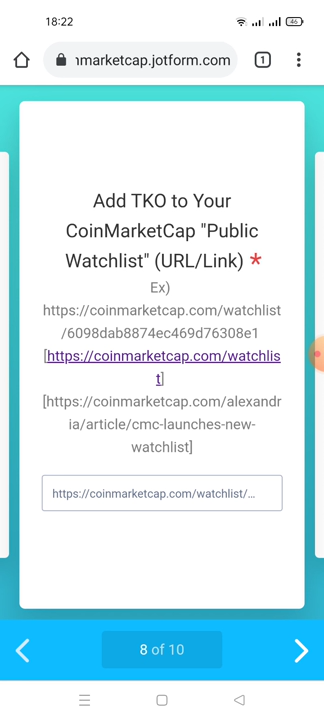 18:22
46
nmarketcap.jotform.com
1
Add TKO to Your
CoinMarketCap "Public
Watchlist" (URL/Link) *
Ex)
https://coinmarketcap.com/watchlist
/6098dab8874ec469d76308e1
[https://coinmarketcap.com/watchlis
t]
[https://coinmarketcap.com/alexandr
ia/article/cmc-launches-new-
watchlist]
https://coinmarketcap.com/watchlist/…
8 of 10